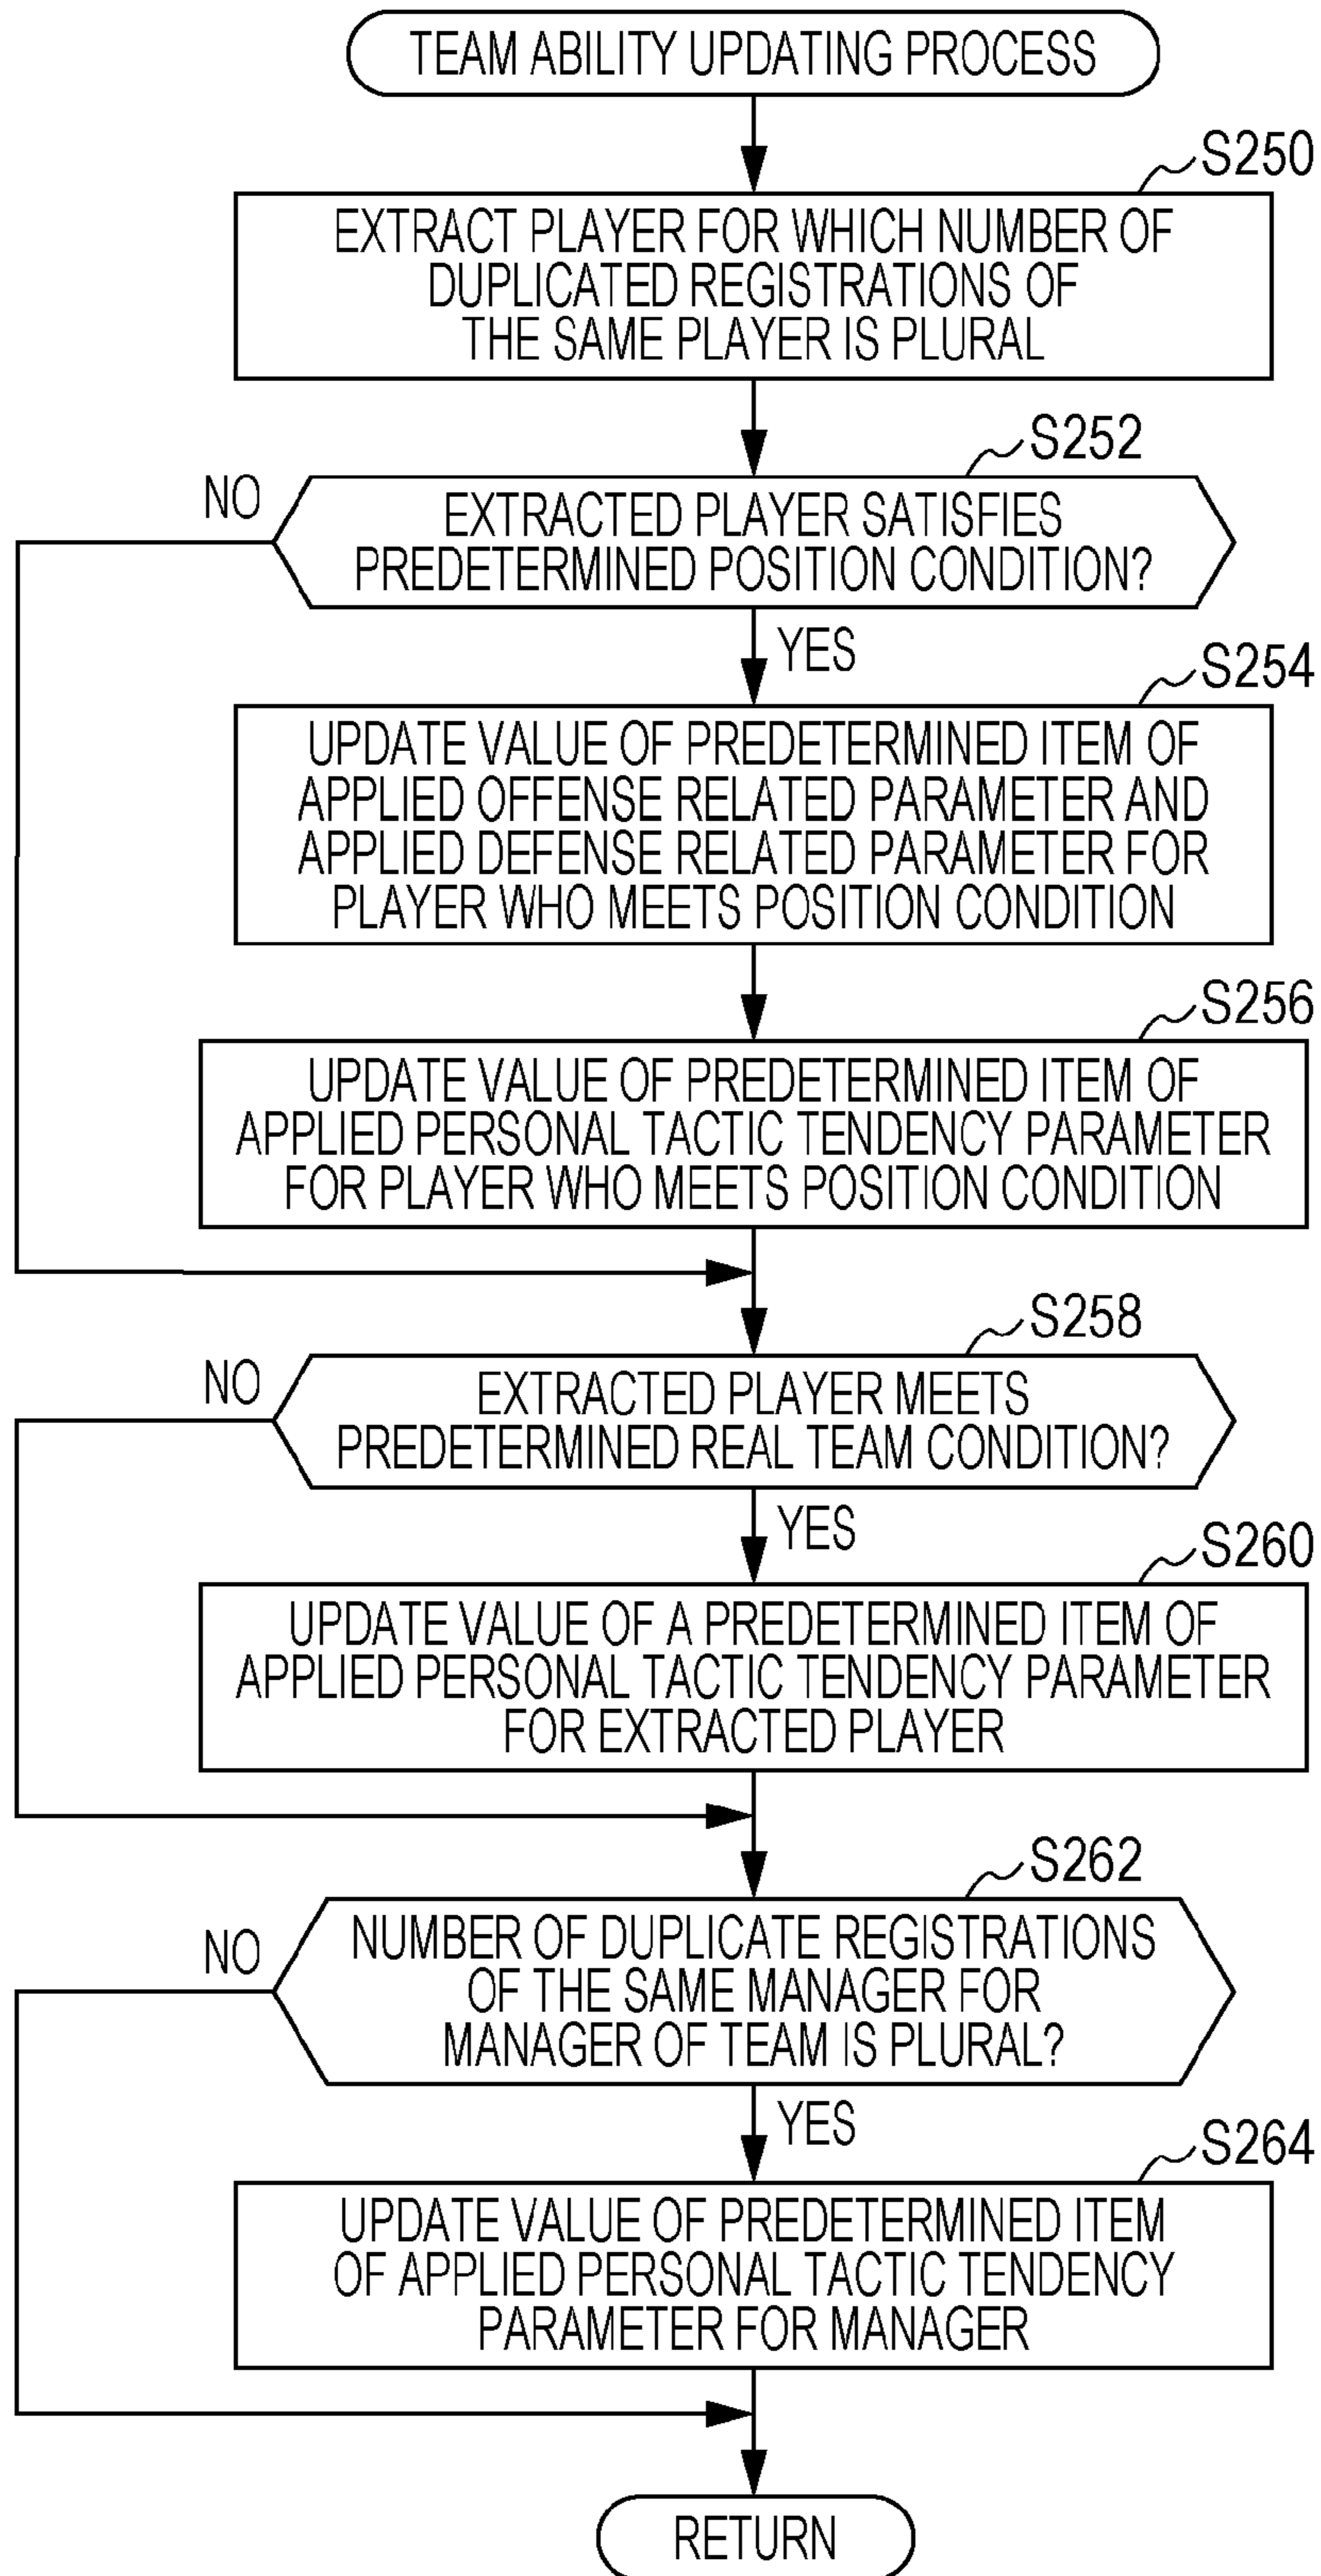 TEAM ABILITY UPDATING PROCESS
S250
EXTRACT PLAYER FOR WHICH NUMBER OF
DUPLICATED REGISTRATIONS OF
THE SAME PLAYER IS PLURAL
S252
NO
EXTRACTED PLAYER SATISFIES
PREDETERMINED POSITION CONDITION?
YES
S254
UPDATE VALUE OF PREDETERMINED ITEM OF
APPLIED OFFENSE RELATED PARAMETER AND
APPLIED DEFENSE RELATED PARAMETER FOR
PLAYER WHO MEETS POSITION CONDITION
S256
UPDATE VALUE OF PREDETERMINED ITEM OF
APPLIED PERSONAL TACTIC TENDENCY PARAMETER
FOR PLAYER WHO MEETS POSITION CONDITION
S258
NO
EXTRACTED PLAYER MEETS
PREDETERMINED REAL TEAM CONDITION?
YES
S260
UPDATE VALUE OF A PREDETERMINED ITEM OF
APPLIED PERSONAL TACTIC TENDENCY PARAMETER
FOR EXTRACTED PLAYER
S262
NO
NUMBER OF DUPLICATE REGISTRATIONS
OF THE SAME MANAGER FOR
MANAGER OF TEAM IS PLURAL?
YES
S264
UPDATE VALUE OF PREDETERMINED ITEM
OF APPLIED PERSONAL TACTIC TENDENCY
PARAMETER FOR MANAGER
RETURN